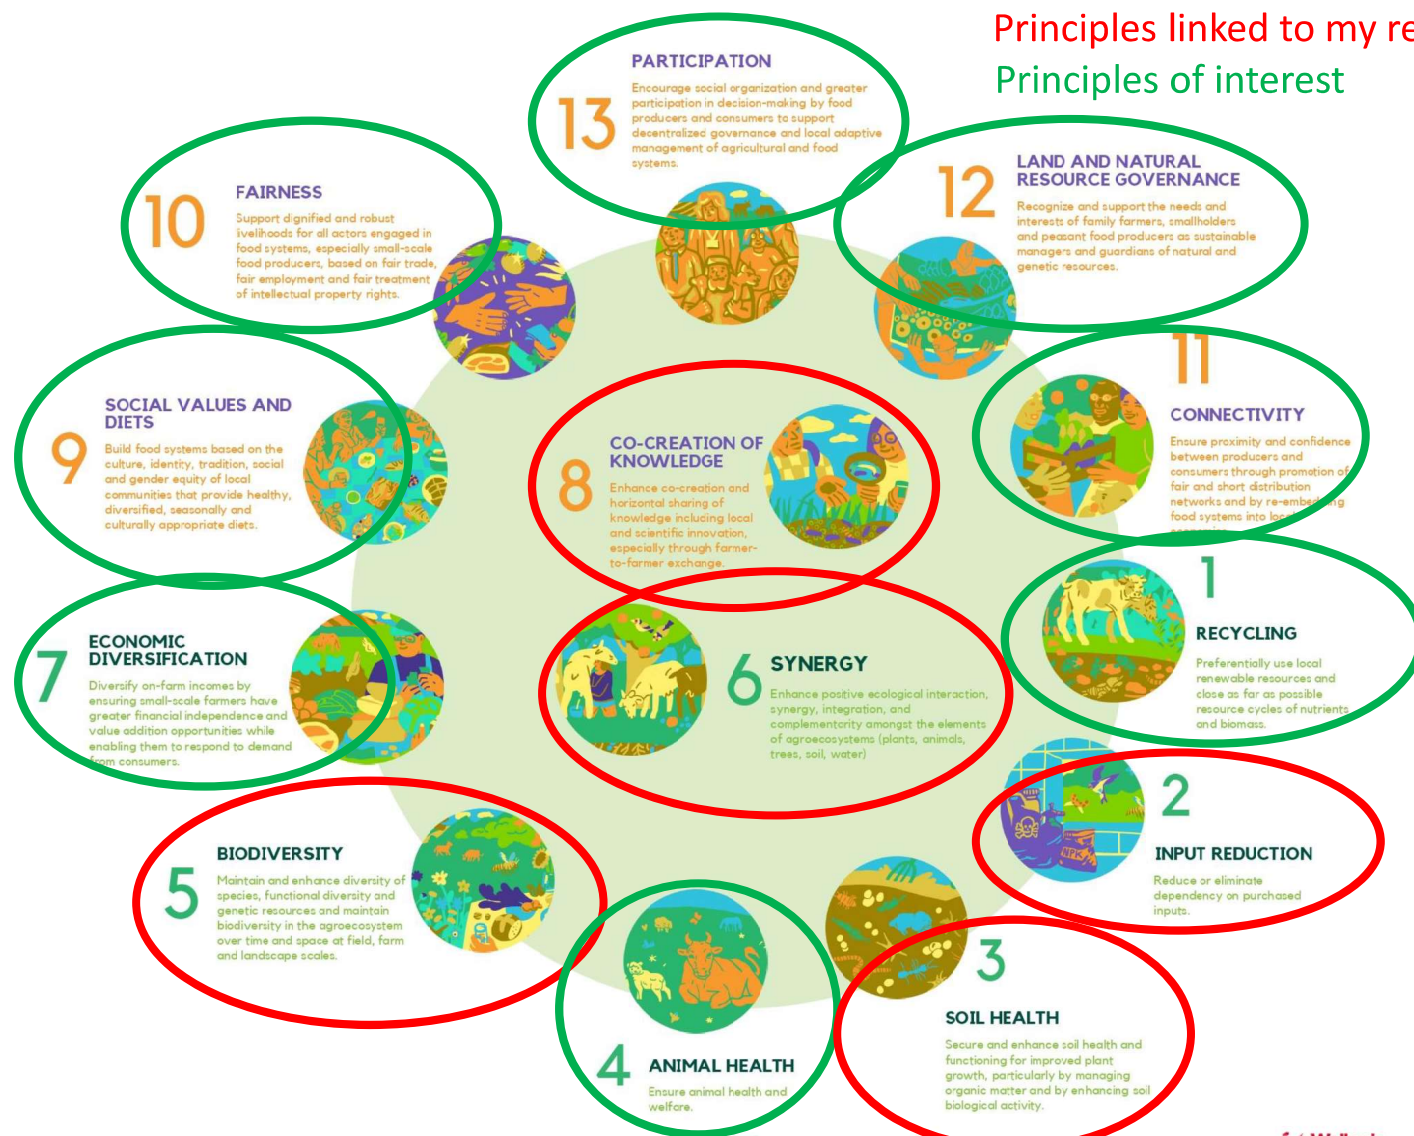 Principles linked to my re
Principles of interest
13
PARTICIPATION
Encourage social organization and greater
participation in decision-making by food
producers and consumers to support
decentralized governance and local adaptive
management of agricultural and food
systems.
12
LAND AND NATURAL
RESOURCE GOVERNANCE
Recognize and support the needs and
interests of family farmers, smallholders
and peasant food producers as sustainable
managers and guardians of natural and
genetic resources.
10
FAIRNESS
Support dignified and robust
livelihoods for all actors engaged in
food systems, especially small-scale
food producers, based on fair trade,
fair employment and fair treatment
of intellectual property rights.
11
CONNECTIVITY
Ensure proximity and confidence
between producers and
consumers through promotion of
fair and short distribution
networks and by re-embedding
food systems into local
9
SOCIAL VALUES AND
DIETS
Build food systems based on the
culture, identity, tradition, social
and gender equity of local
communities that provide healthy,
diversified, seasonally and
culturally appropriate diets.
8
CO-CREATION OF
KNOWLEDGE
Enhance co-creation and
horizontal sharing of
knowledge including local
and scientific innovation,
especially through farmer-
to-farmer exchange.
1
RECYCLING
Preferentially use local
renewable resources and
close as far as possible
resource cycles of nutrients
and biomass.
7
ECONOMIC
DIVERSIFICATION
Diversify on-farm incomes by
ensuring small-scale farmers have
greater financial independence and
value addition opportunities while
enabling them to respond to demand
from consumers.
6
SYNERGY
Enhance positive ecological interaction,
synergy, integration, and
complementarity amongst the elements
of agroecosystems (plants, animals,
trees, soil, water)
2
INPUT REDUCTION
Reduce or eliminate
dependency on purchased
inputs.
NPK
5
BIODIVERSITY
Maintain and enhance diversity of
species, functional diversity and
genetic resources and maintain
biodiversity in the agroecosystem
over time and space at field, farm
and landscape scales.
3
SOIL HEALTH
Secure and enhance soil health and
functioning for improved plant
growth, particularly by managing
organic matter and by enhancing soil
biological activity.
4
ANIMAL HEALTH
Ensure animal health and
welfare.